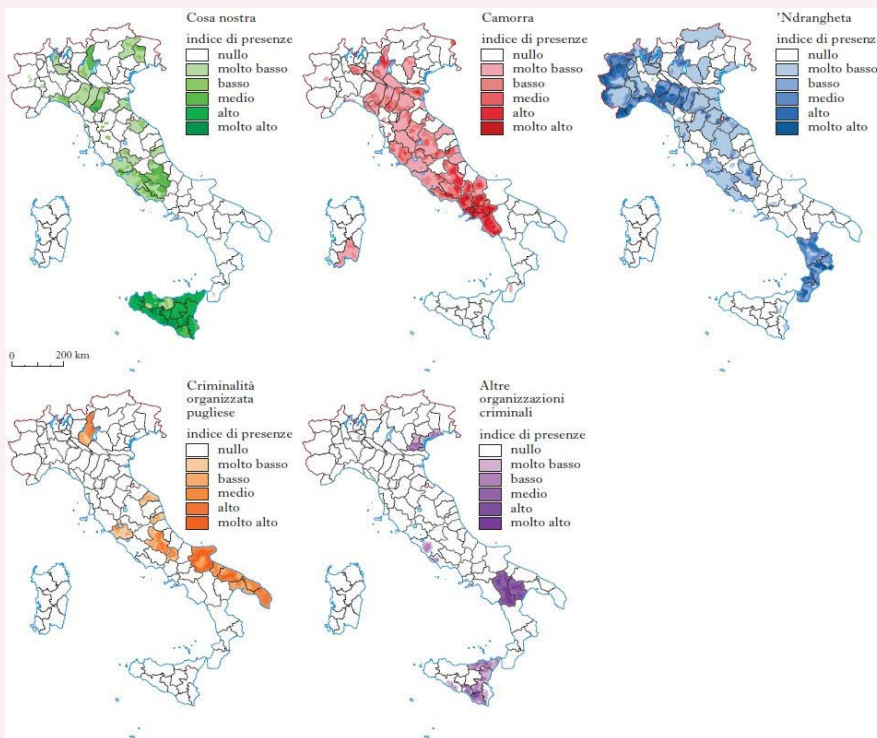 Cosa nostra
indice di presenze
nullo
molto basso
basso
medio
alto
molto alto
Camorra
indice di presenze
nullo
molto basso
basso
medio
alto
molto alto
'Ndrangheta
indice di presenz
nullo
molto basso
basso
medio
alto
molto alto
0 200 km
Criminalità
organizzata
pugliese
indice di presenze
nullo
molto basso
basso
medio
alto
molto alto
Altre
organizzazioni
criminali
indice di presenze
nullo
molto basso
basso
medio
alto
molto alto